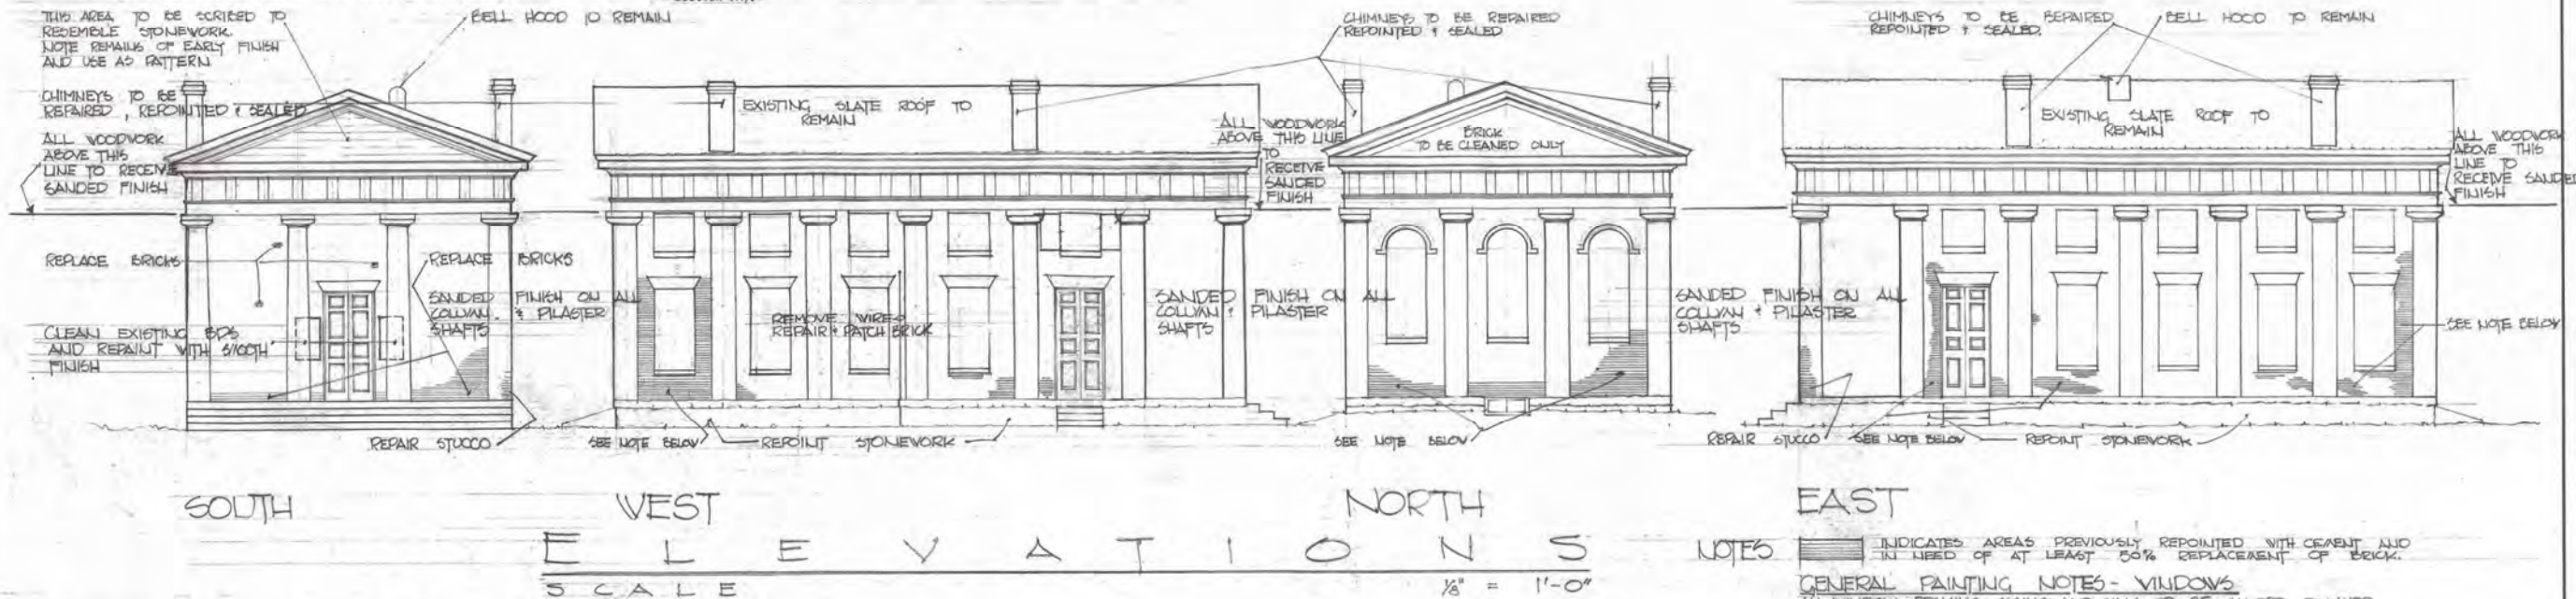 THIS AREA TO BE SCRIBED TO
RESEMBLE STONEWORK.
NOTE REMAINS OF EARLY FINISH
AND USE AS PATTERN
BELL HOOD TO REMAIN
CHIMNEYS TO BE
REPAIRED, REPOINTED & SEALED
ALL WOODWORK
ABOVE THIS
LINE TO RECEIVE
SANDED FINISH
REPLACE BRICKS
REPLACE BRICKS
SANDED FINISH ON ALL
COLUMN & PILASTER
SHAFTS
CLEAN EXISTING BDS
AND REPAINT WITH SMOOTH
FINISH
REPAIR STUCCO
EXISTING SLATE ROOF TO
REMAIN
REMOVE WIRES
REPAIR & PATCH BRICK
SEE NOTE BELOW
REPOINT STONEWORK
CHIMNEYS TO BE REPAIRED
REPOINTED & SEALED
ALL WOODWORK
ABOVE THIS LINE
TO
RECEIVE
SANDED
FINISH
SANDED FINISH ON ALL
COLUMN & PILASTER
SHAFTS
BRICK
TO BE CLEANED ONLY
SEE NOTE BELOW
CHIMNEYS TO BE BEPAIRED
REPOINTED & SEALED.
BELL HOOD TO REMAIN
EXISTING SLATE ROOF TO
REMAIN
ALL WOODWORK
ABOVE THIS
LINE TO
RECEIVE SANDED
FINISH
SANDED FINISH ON ALL
COLUMN & PILASTER
SHAFTS
SEE NOTE BELOW
REPAIR STUCCO
SEE NOTE BELOW
REPOINT STONEWORK
SOUTH
WEST
NORTH
EAST
ELEVATIONS
SCALE 1/8" = 1'-0"
NOTES
INDICATES AREAS PREVIOUSLY REPOINTED WITH CEMENT AND
IN NEED OF AT LEAST 50% REPLACEMENT OF BRICK.
GENERAL PAINTING NOTES - WINDOWS